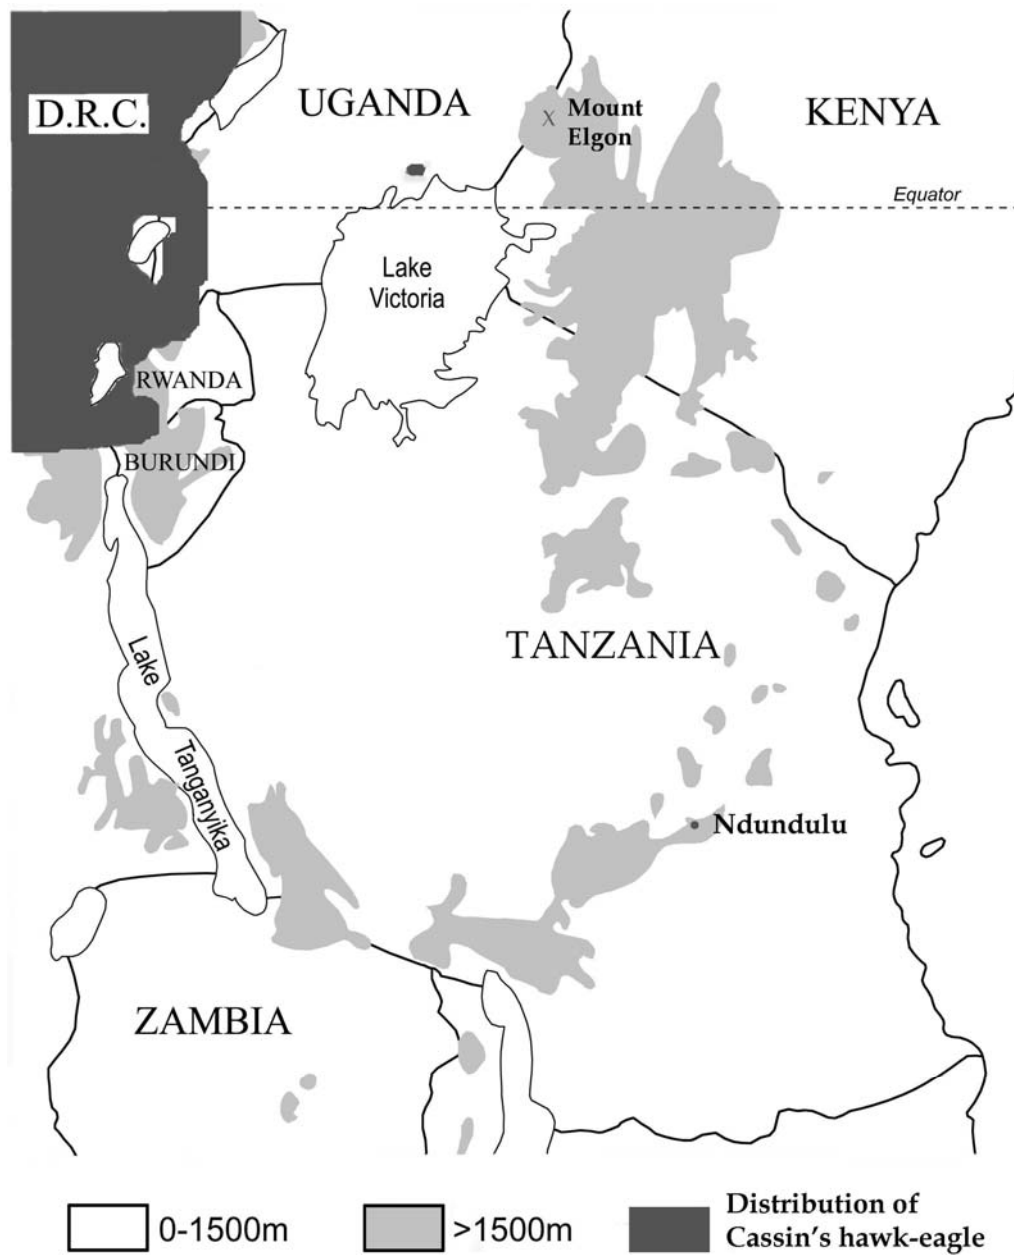 D.R.C.
UGANDA
Mount
Elgon
KENYA
Equator
Lake
Victoria
RWANDA
BURUNDI
TANZANIA
Lake
Tanganyika
Ndundulu
ZAMBIA
0-1500m
>1500m
Distribution of
Cassin's hawk-eagle
X